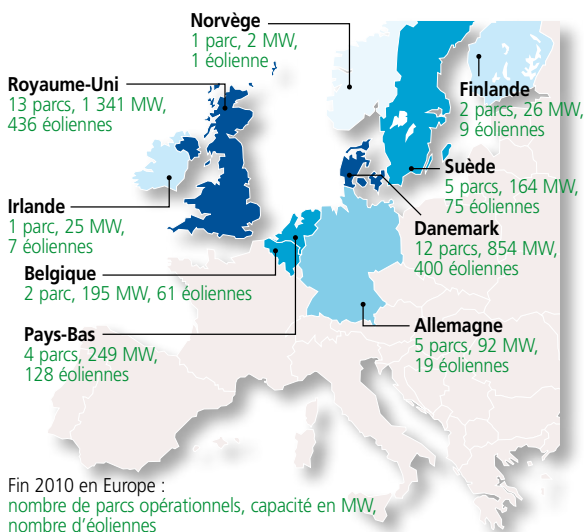 Norvège
1 parc, 2 MW,
1 éolienne
Royaume-Uni
13 parcs, 1 341 MW,
436 éoliennes
Finlande
2 parcs, 26 MW,
9 éoliennes
Suède
5 parcs, 164 MW,
75 éoliennes
Irlande
1 parc, 25 MW,
7 éoliennes
Danemark
12 parcs, 854 MW,
400 éoliennes
Belgique
2 parc, 195 MW, 61 éoliennes
Pays-Bas
4 parcs, 249 MW,
128 éoliennes
Allemagne
5 parcs, 92 MW,
19 éoliennes
Fin 2010 en Europe :
nombre de parcs opérationnels, capacité en MW,
nombre d'éoliennes